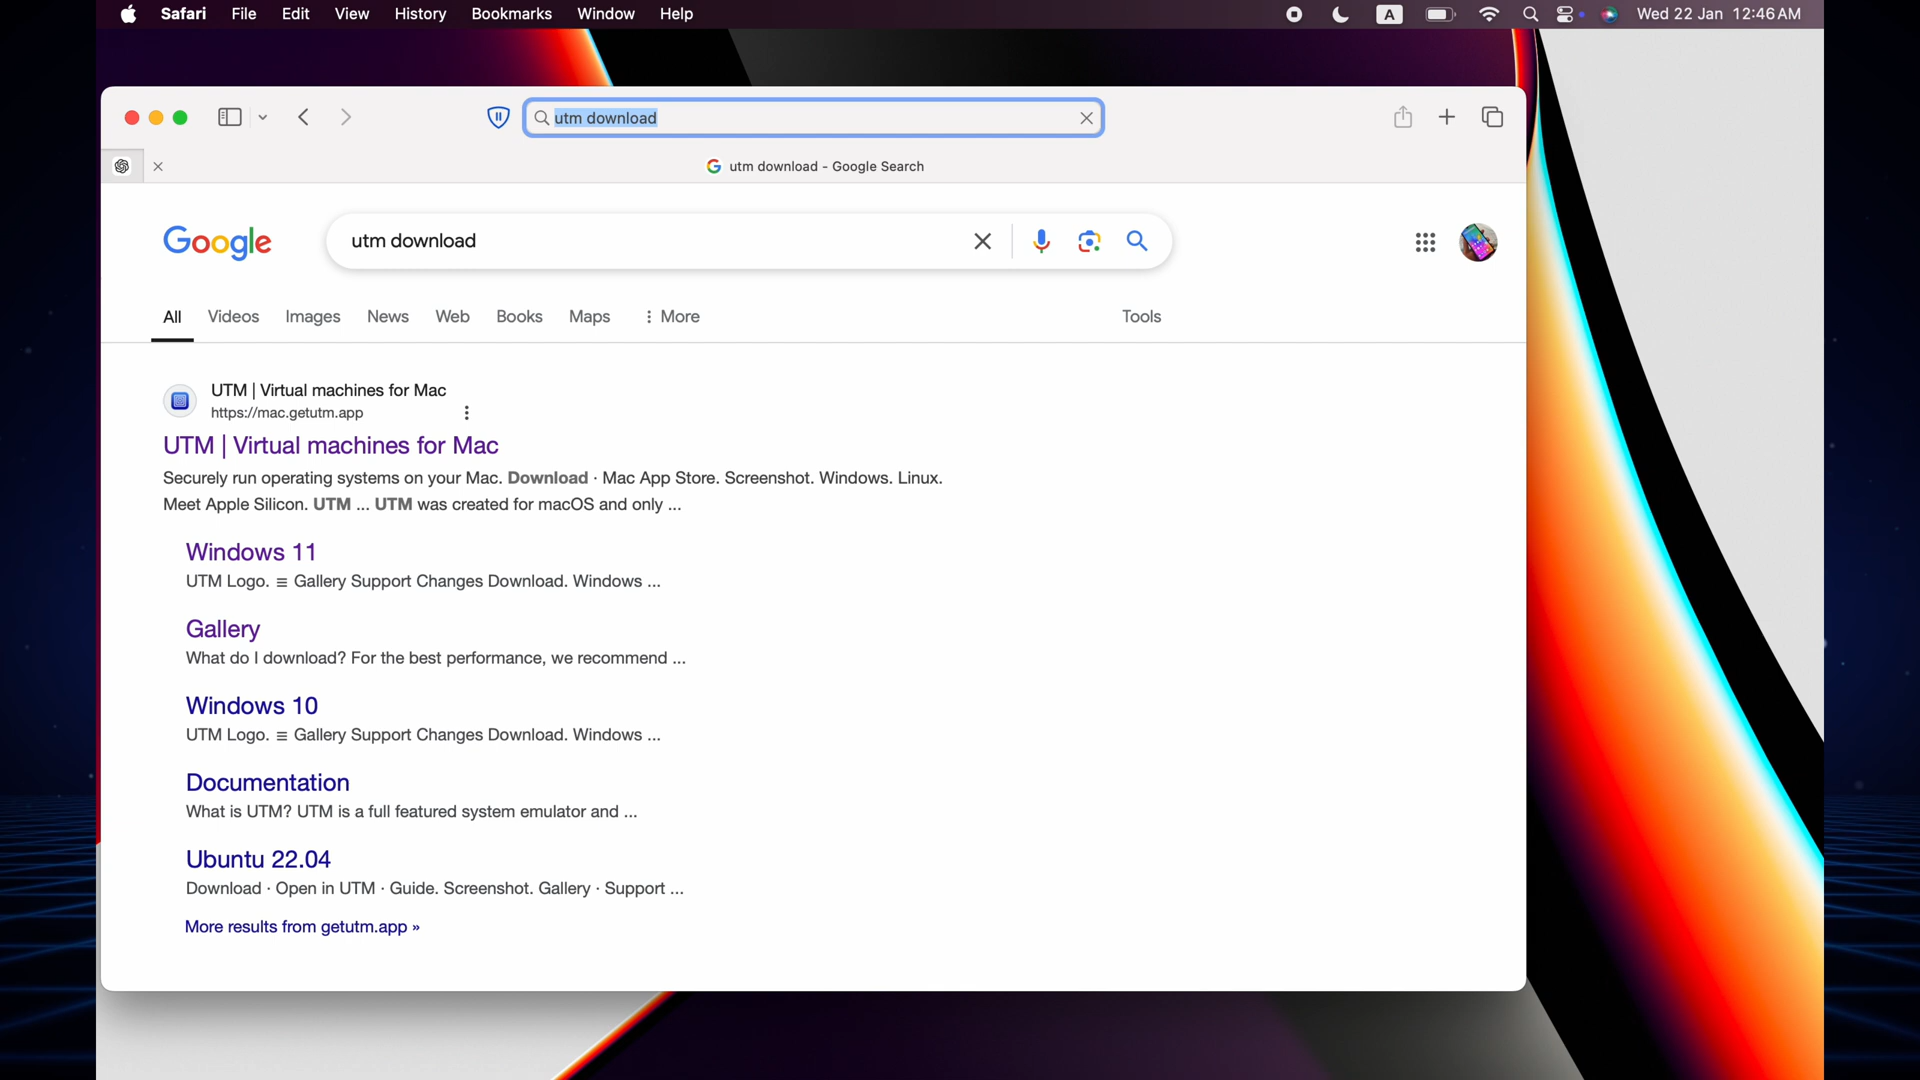 Safari File Edit View History Bookmarks Window Help A Wed 22 Jan 12:46 AM
utm download
utm download - Google Search
Google utm download
All Videos Images News Web Books Maps ⋮ More Tools
UTM | Virtual machines for Mac
https://mac.getutm.app
UTM | Virtual machines for Mac
Securely run operating systems on your Mac. Download · Mac App Store. Screenshot. Windows. Linux.
Meet Apple Silicon. UTM ... UTM was created for macOS and only ...
Windows 11
UTM Logo. ≡ Gallery Support Changes Download. Windows ...
Gallery
What do I download? For the best performance, we recommend ...
Windows 10
UTM Logo. ≡ Gallery Support Changes Download. Windows ...
Documentation
What is UTM? UTM is a full featured system emulator and ...
Ubuntu 22.04
Download · Open in UTM · Guide. Screenshot. Gallery · Support ...
More results from getutm.app »